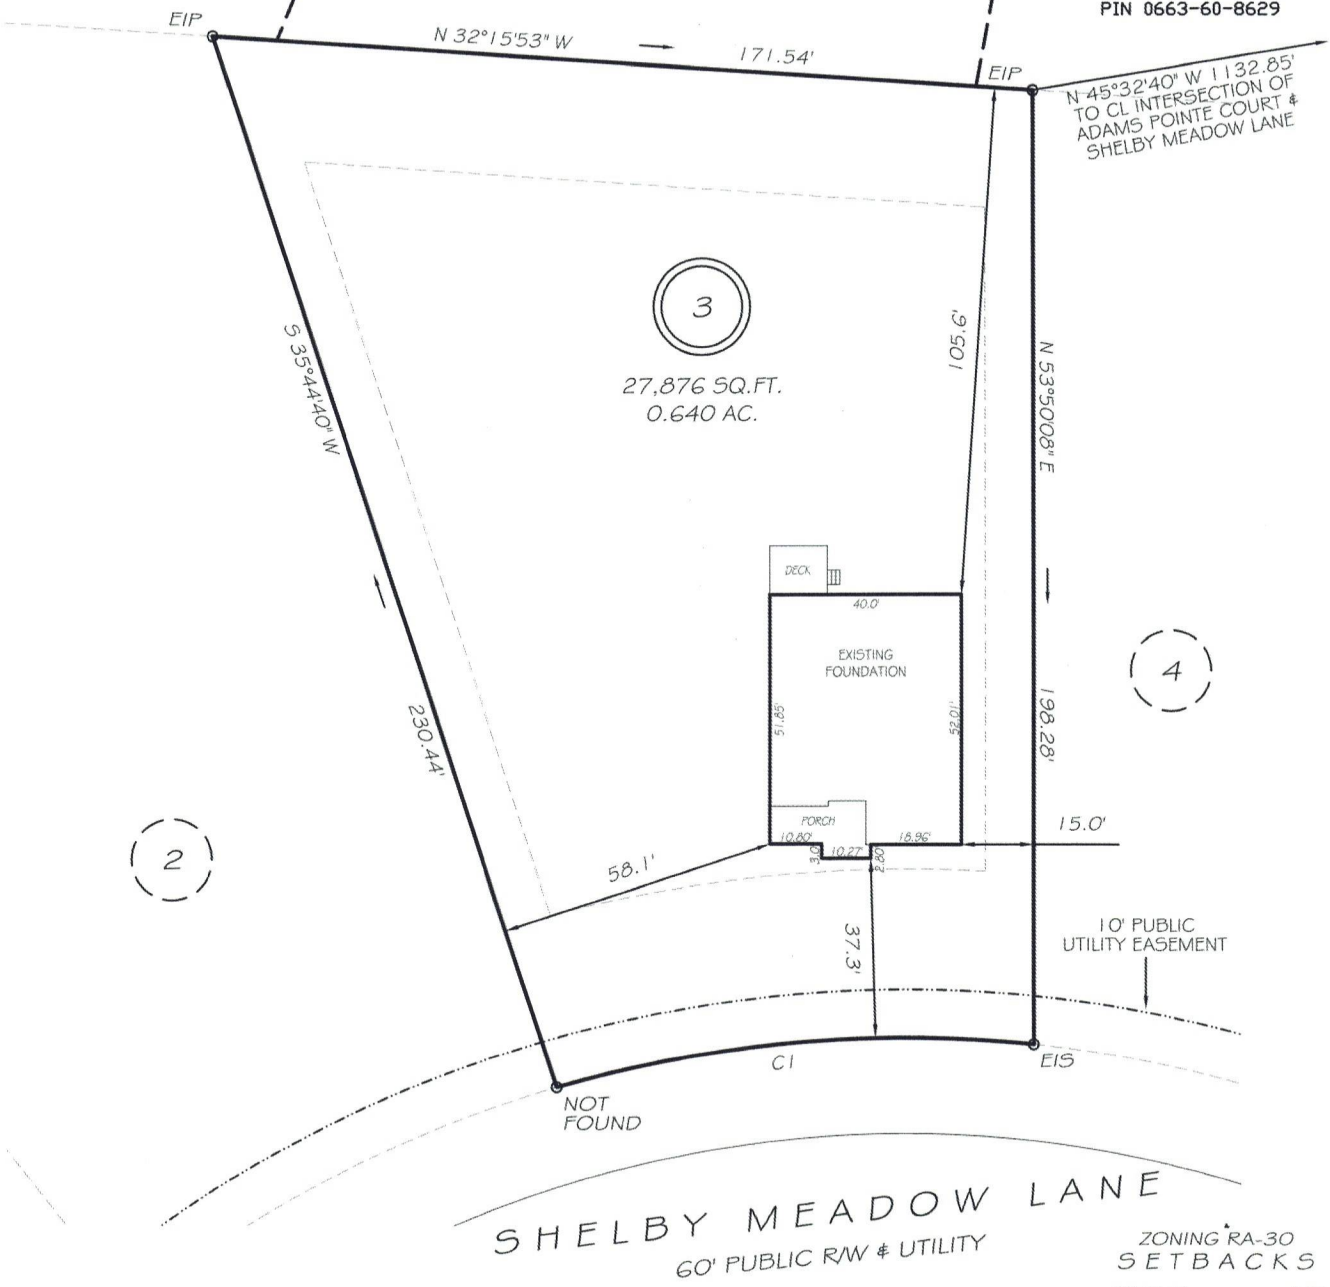 PIN 0663-60-8629
EIP
N 32°15'53" W
171.54'
EIP
N 45°32'40" W 1132.85'
TO CL INTERSECTION OF
ADAMS POINTE COURT &
SHELBY MEADOW LANE
3
27,876 SQ.FT.
0.640 AC.
105.6'
N 53°50'08" E
S 35°44'40" W
DECK
40.0'
EXISTING
FOUNDATION
4
51.85'
52.01'
198.28'
230.44'
PORCH
10.80'
3.0'
10.27'
2.80'
18.96'
15.0'
2
58.1'
37.3'
10' PUBLIC
UTILITY EASEMENT
C1
EIS
NOT
FOUND
SHELBY MEADOW LANE
60' PUBLIC R/W & UTILITY
ZONING RA-30
SETBACKS